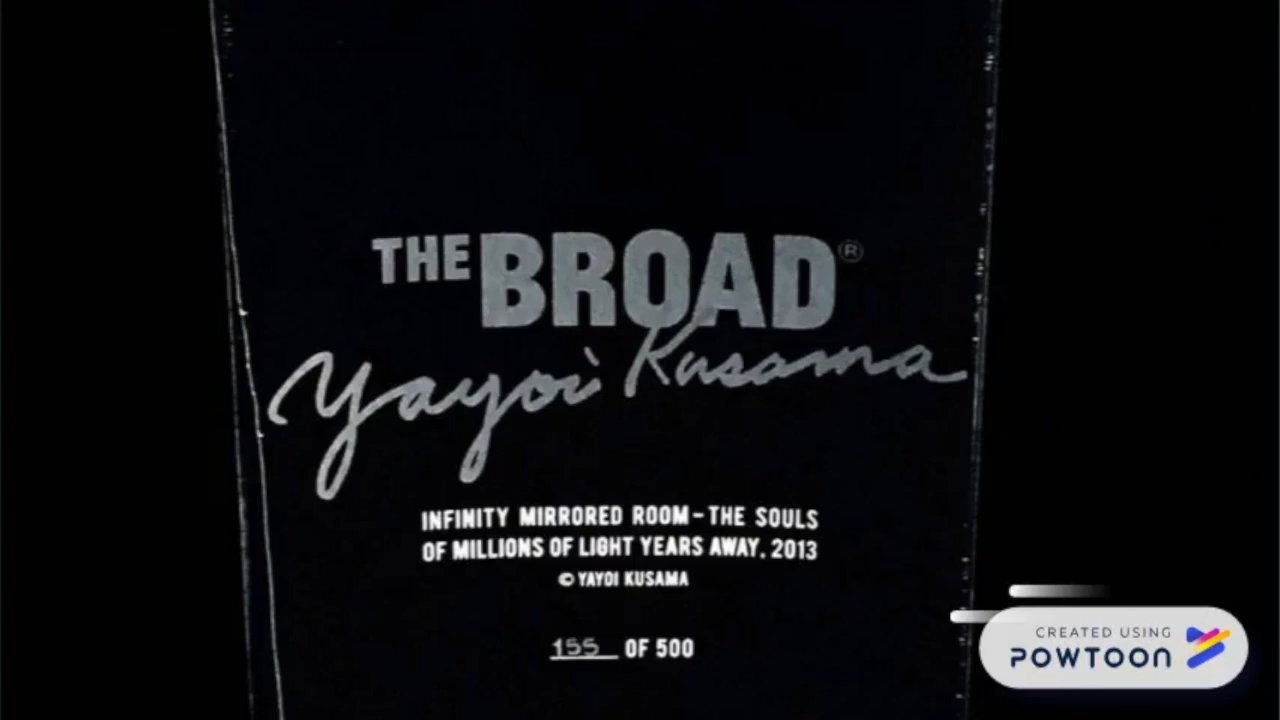 THE BROAD®
Yayoi Kusama
INFINITY MIRRORED ROOM – THE SOULS
OF MILLIONS OF LIGHT YEARS AWAY, 2013
© YAYOI KUSAMA
155 OF 500
CREATED USING
POWTOON